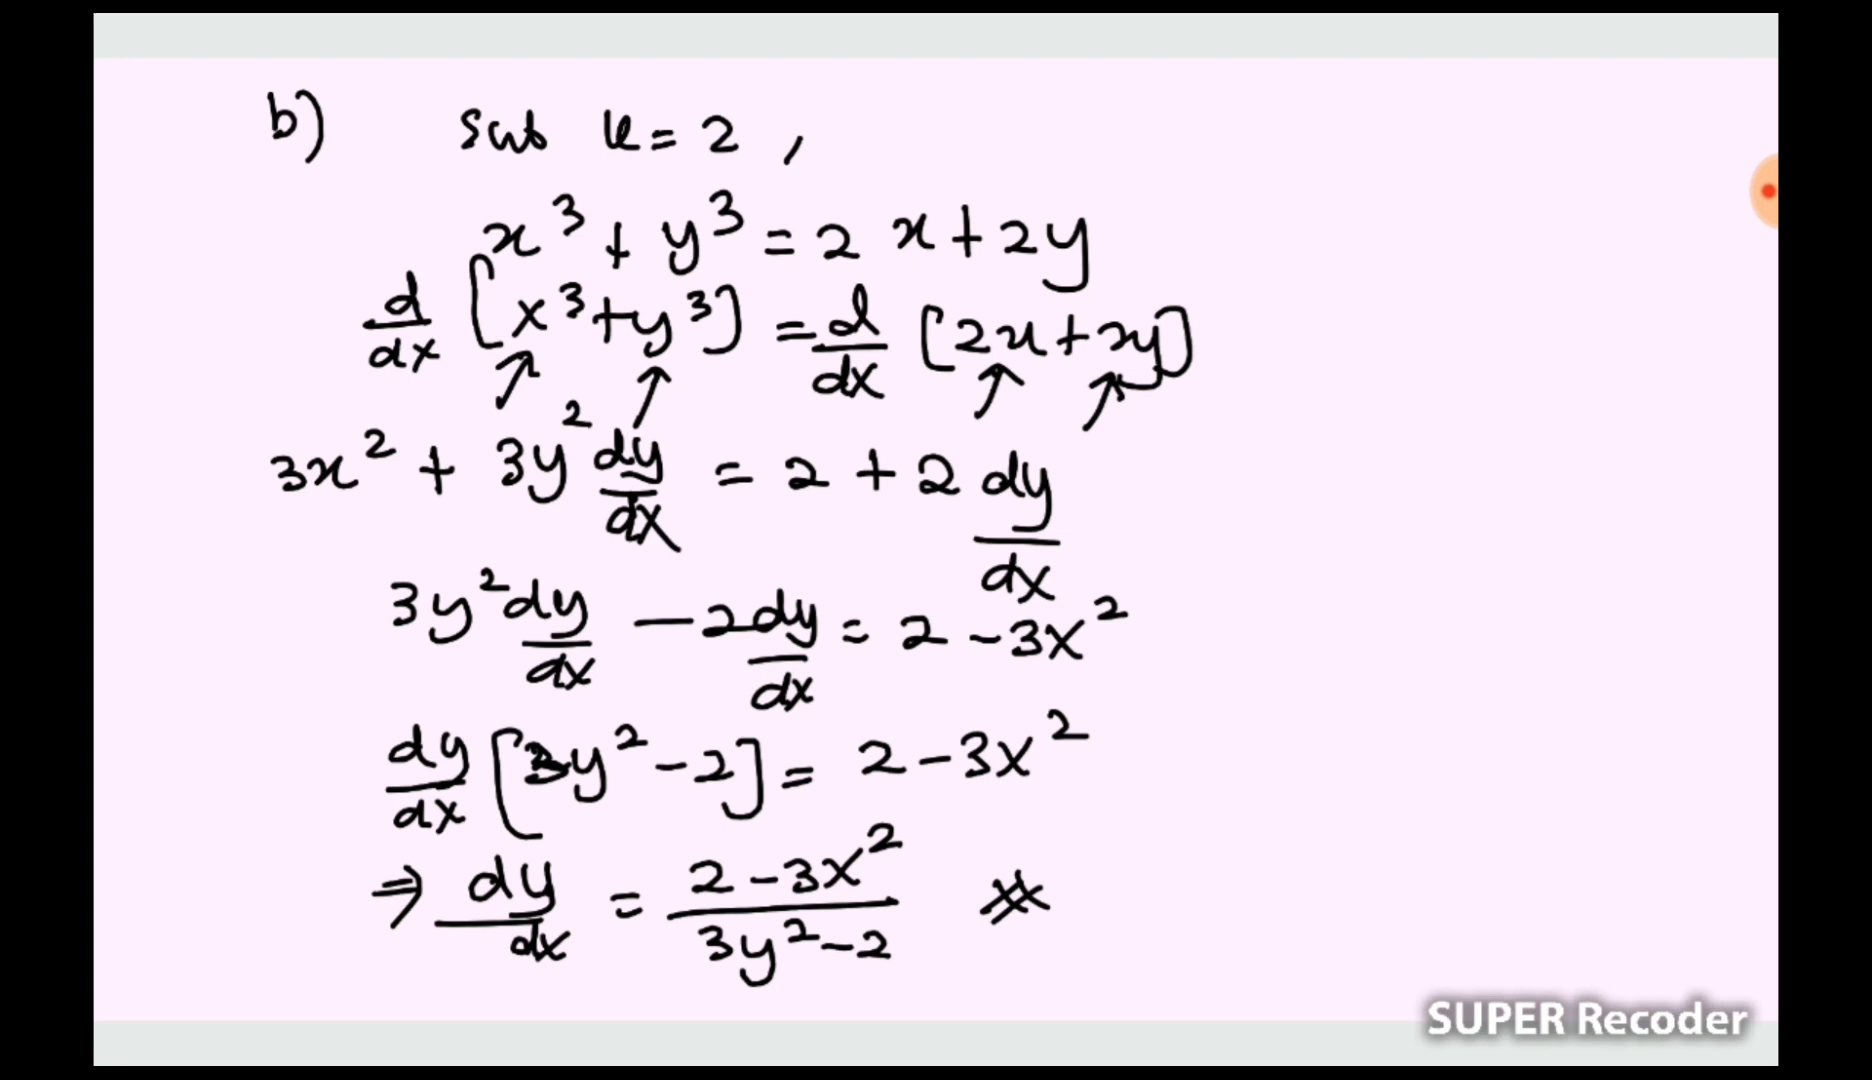 b) sub k = 2 ,
x³ + y³ = 2 x + 2y
d/dx [x³ + y³] = d/dx [2x + 2y]
3x² + 3y² dy/dx = 2 + 2 dy/dx
3y² dy/dx - 2 dy/dx = 2 - 3x²
dy/dx [3y² - 2] = 2 - 3x²
⇒ dy/dx = (2 - 3x²)/(3y² - 2)
SUPER Recoder